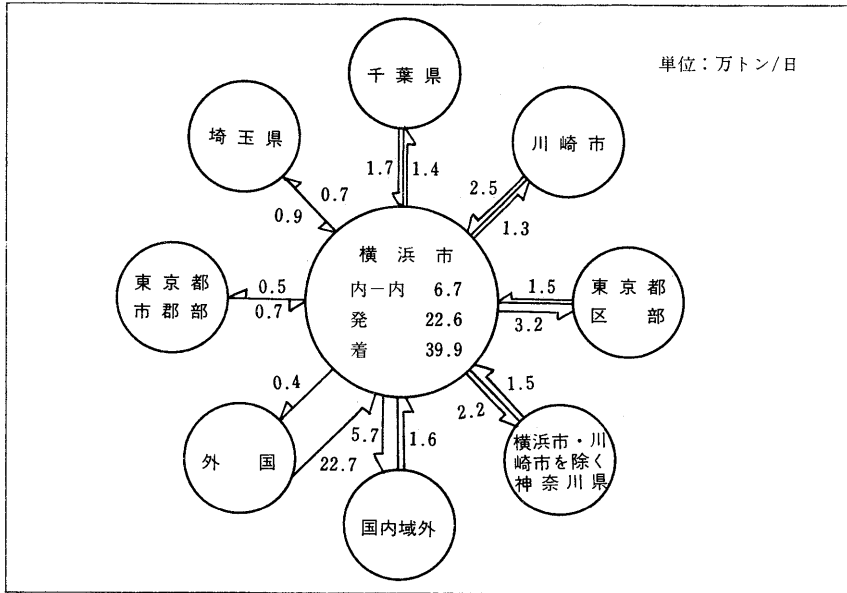 単位：万トン/日
千葉県
埼玉県
川崎市
1.7
1.4
0.7
0.9
2.5
1.3
横浜市
内－内 6.7
発 22.6
着 39.9
東京都
市郡部
0.5
0.7
1.5
3.2
東京都
区部
0.4
22.7
5.7
1.6
1.5
2.2
外国
国内域外
横浜市・川
崎市を除く
神奈川県